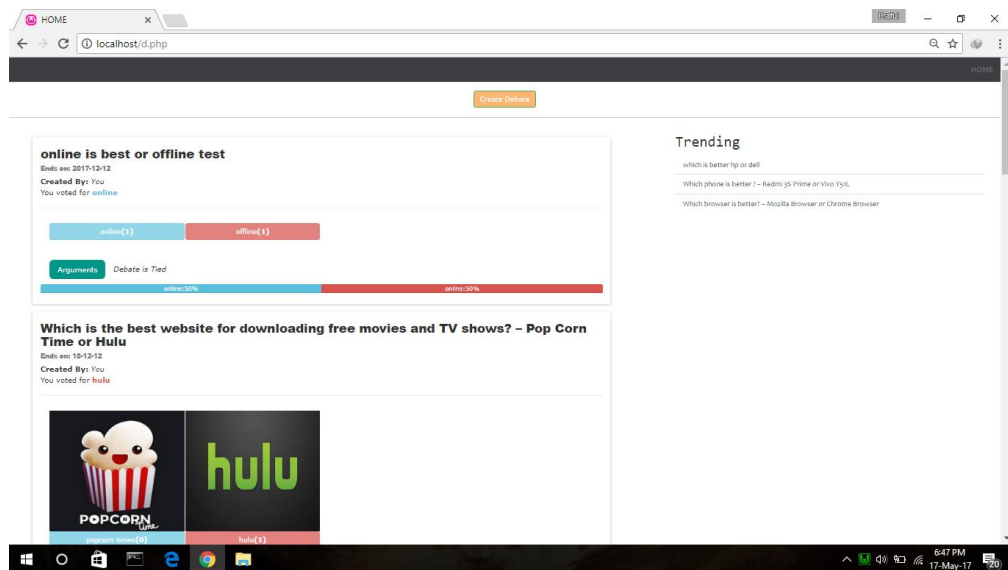 HOME
Pratul
localhost/d.php
HOME
Create Debate
online is best or offline test
Ends on: 2017-12-12
Created By: You
You voted for online
online(1)
offline(1)
Arguments
Debate is Tied
online:50%
online:50%
Which is the best website for downloading free movies and TV shows? – Pop Corn
Time or Hulu
Ends on: 18-12-12
Created By: You
You voted for hulu
POPCORN
time
hulu
popcorn times(0)
hulu(1)
Trending
which is better hp or dell
Which phone is better ? – Redmi 3S Prime or Vivo Y51L
Which browser is better? – Mozilla Browser or Chrome Browser
6:47 PM
17-May-17
20